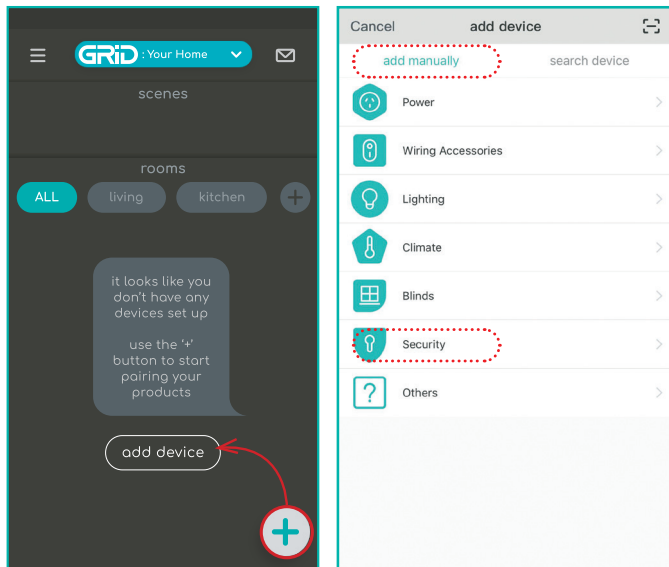 GRID : Your Home
scenes
rooms
ALL living kitchen +
it looks like you
don't have any
devices set up
use the '+'
button to start
pairing your
products
add device
+
Cancel add device
add manually search device
Power
Wiring Accessories
Lighting
Climate
Blinds
Security
? Others